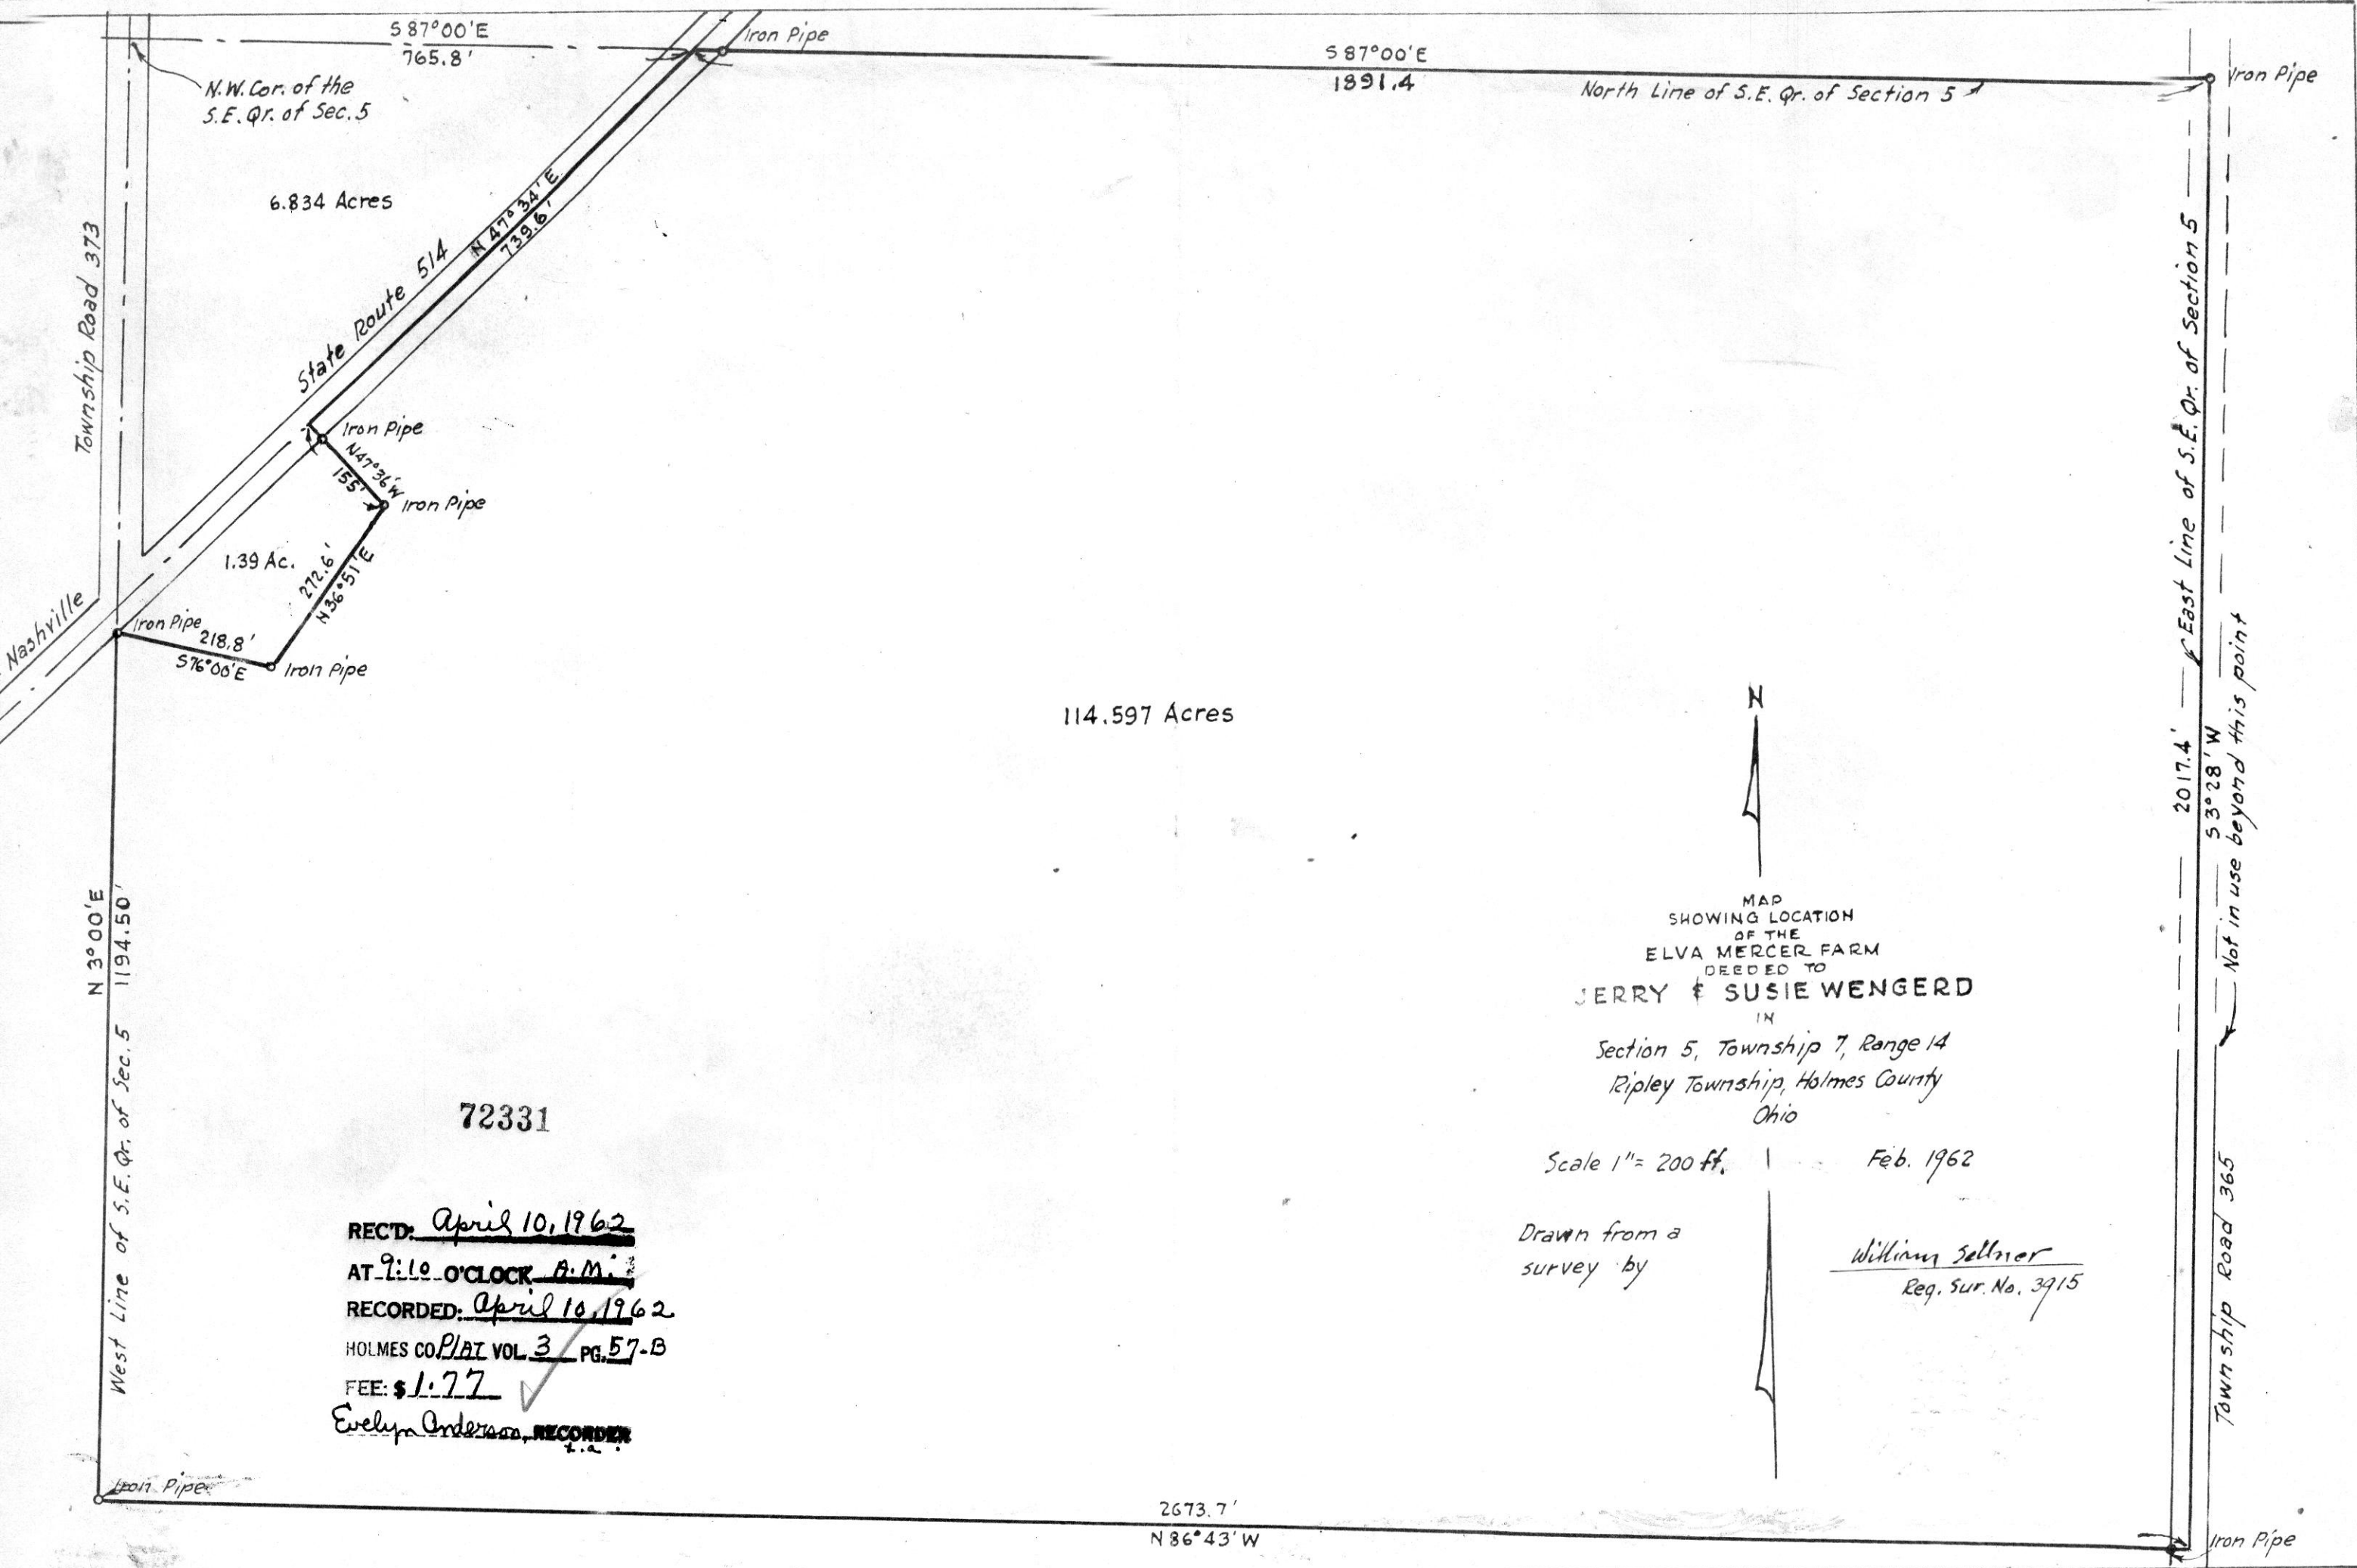 S 87°00'E
765.8'
Iron Pipe
S 87°00'E
1891.4
North Line of S.E. Qr. of Section 5
Iron Pipe
N.W. Cor. of the
S.E. Qr. of Sec. 5
6.834 Acres
Township Road 373
State Route 514
N 47°34'E
739.6'
Iron Pipe
N47°36'W
155'
Iron Pipe
1.39 Ac.
272.6'
N36°51'E
Nashville
Iron Pipe
218.8'
S76°00'E
Iron Pipe
114.597 Acres
East Line of S.E. Qr. of Section 5
2017.4'
S 3°28'W
Not in use beyond this point
Township Road 365
N 3°00'E
1194.50'
West Line of S.E. Qr. of Sec. 5
N
MAP
SHOWING LOCATION
OF THE
ELVA MERCER FARM
DEEDED TO
JERRY & SUSIE WENGERD
IN
Section 5, Township 7, Range 14
Ripley Township, Holmes County
Ohio
Scale 1"= 200 ft. Feb. 1962
Drawn from a
survey by
William Sellner
Reg. Sur. No. 3915
72331
REC'D: April 10, 1962
AT 9:10 O'CLOCK A.M.
RECORDED: April 10, 1962
HOLMES CO PLAT VOL. 3 PG. 57-B
FEE: $ 1.77
Evelyn Anderson, RECORDER
Iron Pipe
2673.7'
N 86°43'W
Iron Pipe